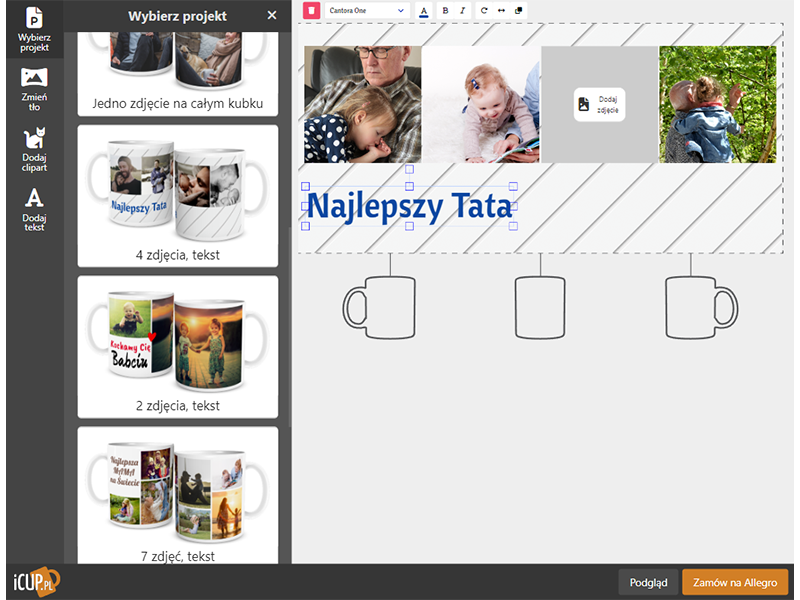 Wybierz
projekt
Zmień
tło
Dodaj
clipart
Dodaj
tekst
Wybierz projekt
Jedno zdjęcie na całym kubku
Najlepszy Tata
4 zdjęcia, tekst
Kochamy Cię
Babciu
2 zdjęcia, tekst
Najlepsza
MAMA
na Świecie
7 zdjęć, tekst
Cantora One
A
B
I
Dodaj
zdjęcie
Najlepszy Tata
iCUP.PL
Podgląd
Zamów na Allegro